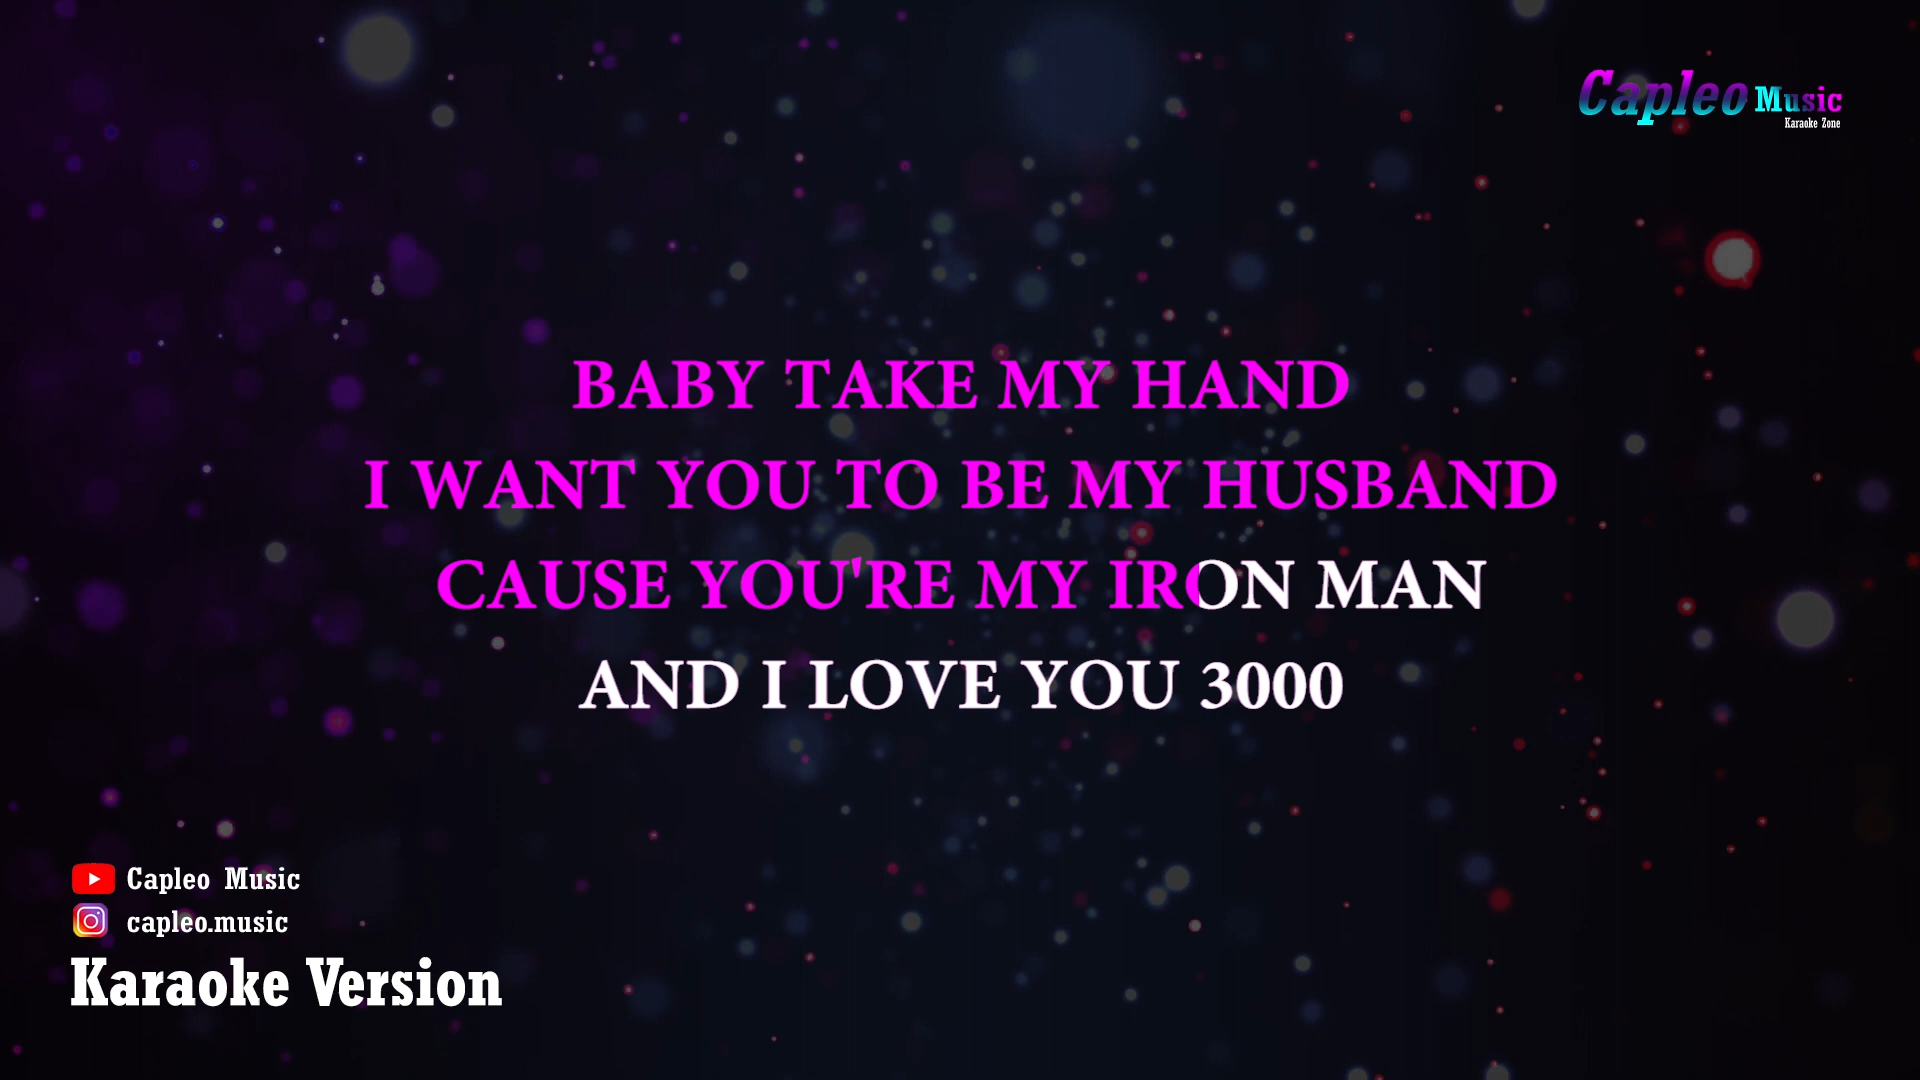 Capleo Music
Karaoke Zone
BABY TAKE MY HAND
I WANT YOU TO BE MY HUSBAND
CAUSE YOU'RE MY IRON MAN
AND I LOVE YOU 3000
Capleo Music
capleo.music
Karaoke Version